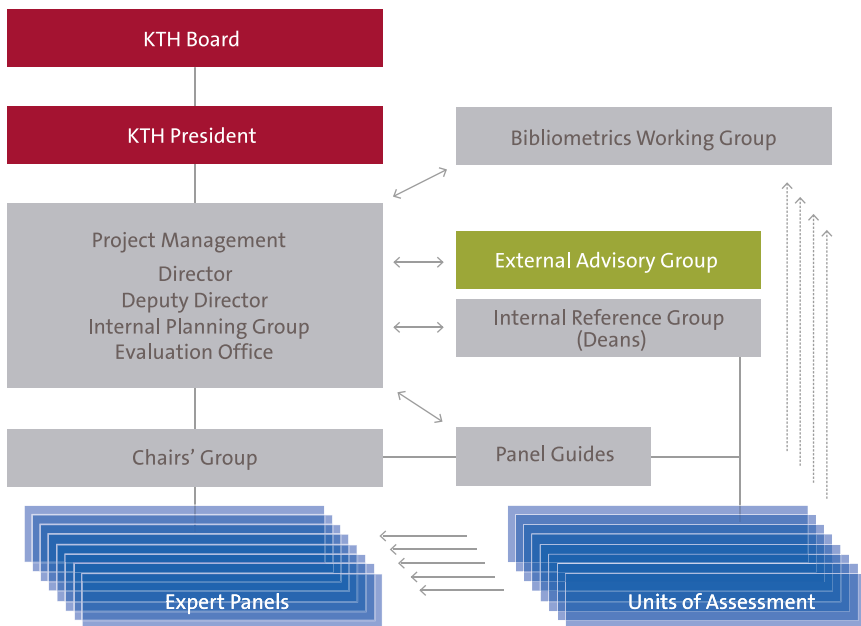 KTH Board
KTH President
Bibliometrics Working Group
Project Management
Director
Deputy Director
Internal Planning Group
Evaluation Office
External Advisory Group
Internal Reference Group
(Deans)
Chairs’ Group
Panel Guides
Expert Panels
Units of Assessment